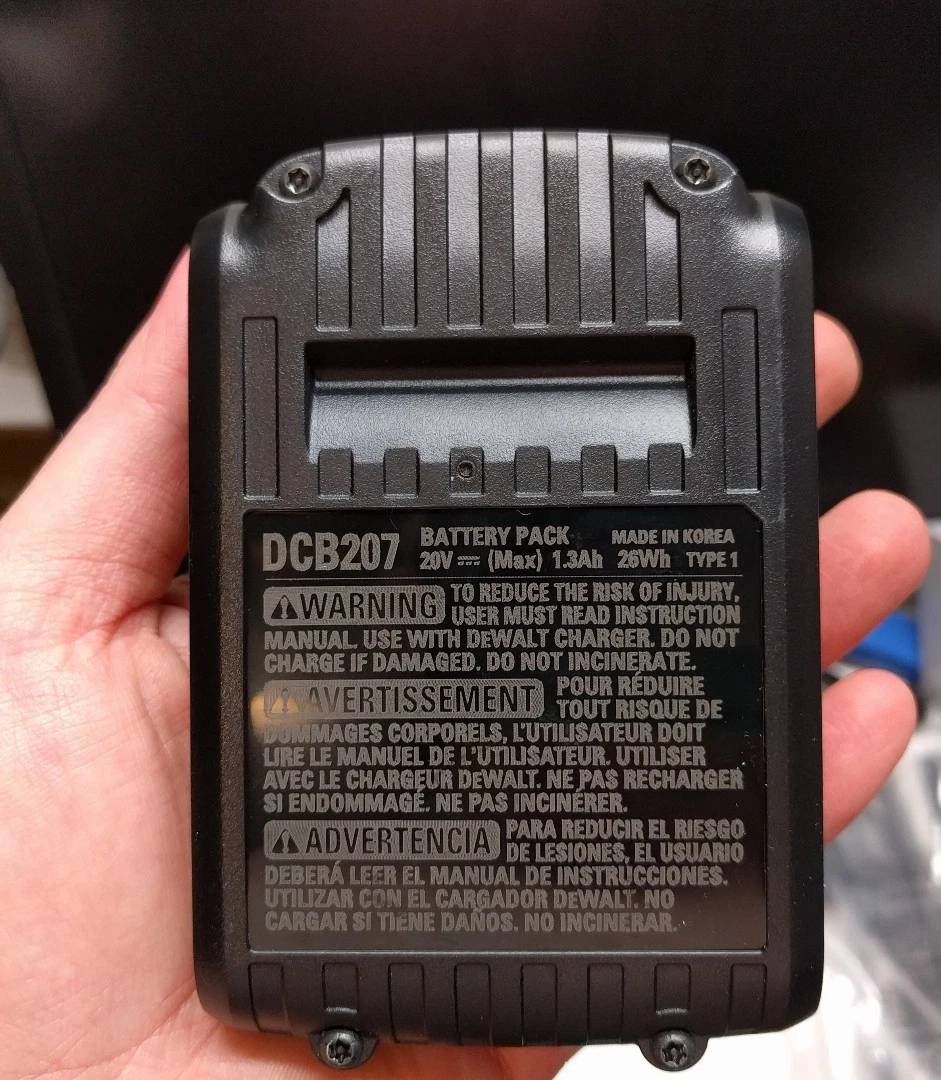 DCB207 BATTERY PACK MADE IN KOREA
20V ⎓ (Max) 1.3Ah 26Wh TYPE 1
⚠WARNING TO REDUCE THE RISK OF INJURY,
USER MUST READ INSTRUCTION
MANUAL. USE WITH DEWALT CHARGER. DO NOT
CHARGE IF DAMAGED. DO NOT INCINERATE.
⚠AVERTISSEMENT POUR RÉDUIRE
TOUT RISQUE DE
DOMMAGES CORPORELS, L'UTILISATEUR DOIT
LIRE LE MANUEL DE L'UTILISATEUR. UTILISER
AVEC LE CHARGEUR DEWALT. NE PAS RECHARGER
SI ENDOMMAGÉ. NE PAS INCINÉRER.
⚠ADVERTENCIA PARA REDUCIR EL RIESGO
DE LESIONES, EL USUARIO
DEBERÁ LEER EL MANUAL DE INSTRUCCIONES.
UTILIZAR CON EL CARGADOR DEWALT. NO
CARGAR SI TIENE DAÑOS. NO INCINERAR.